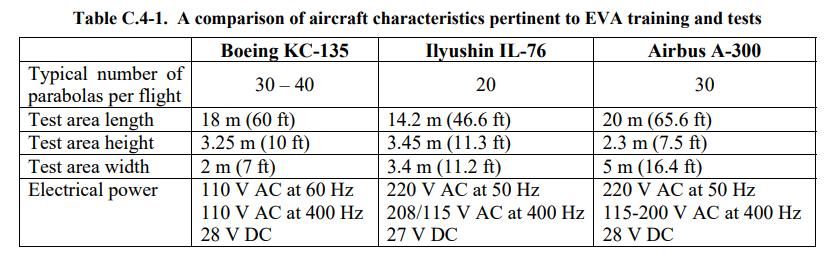 Table C.4-1. A comparison of aircraft characteristics pertinent to EVA training and tests
Boeing KC-135 Ilyushin IL-76 Airbus A-300
Typical number of parabolas per flight 30 – 40 20 30
Test area length 18 m (60 ft) 14.2 m (46.6 ft) 20 m (65.6 ft)
Test area height 3.25 m (10 ft) 3.45 m (11.3 ft) 2.3 m (7.5 ft)
Test area width 2 m (7 ft) 3.4 m (11.2 ft) 5 m (16.4 ft)
Electrical power 110 V AC at 60 Hz 220 V AC at 50 Hz 220 V AC at 50 Hz
110 V AC at 400 Hz 208/115 V AC at 400 Hz 115-200 V AC at 400 Hz
28 V DC 27 V DC 28 V DC